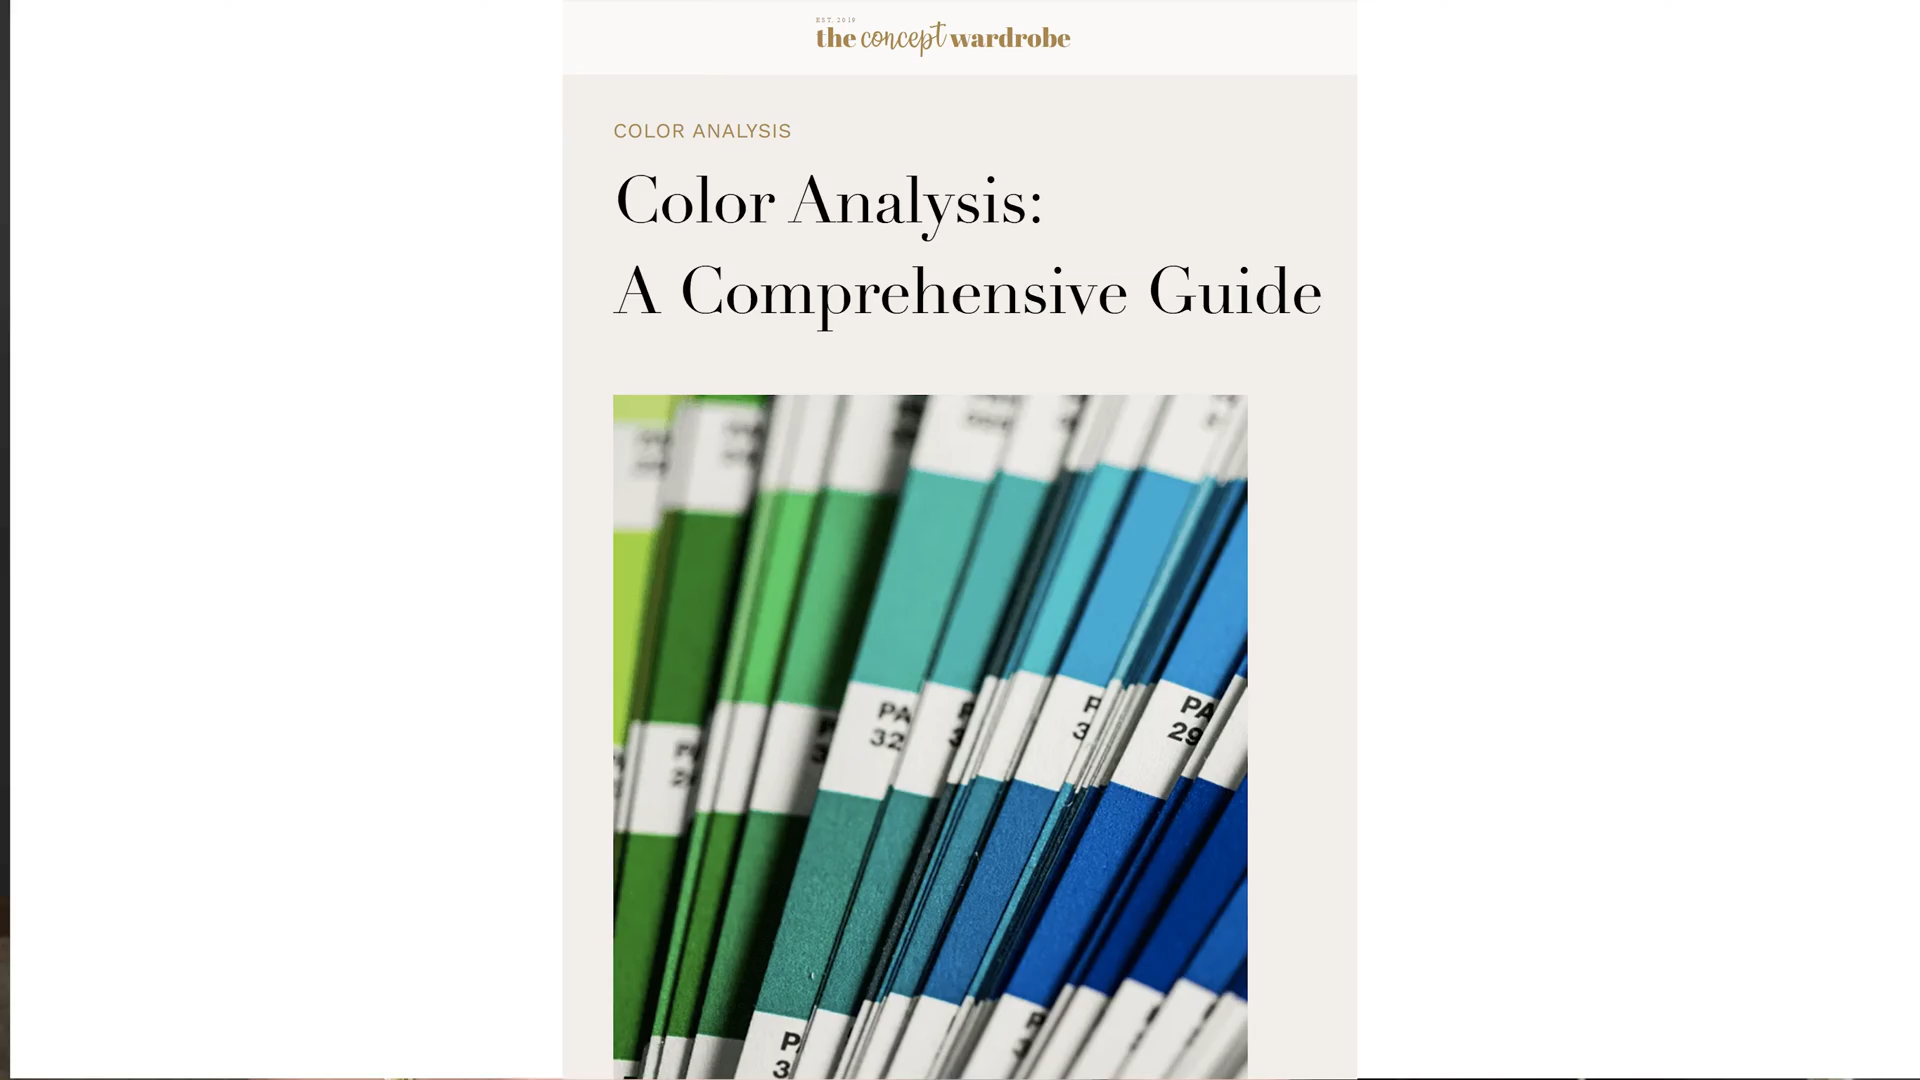 EST. 2019
the concept wardrobe
COLOR ANALYSIS
Color Analysis:
A Comprehensive Guide
PA
32
PA
29